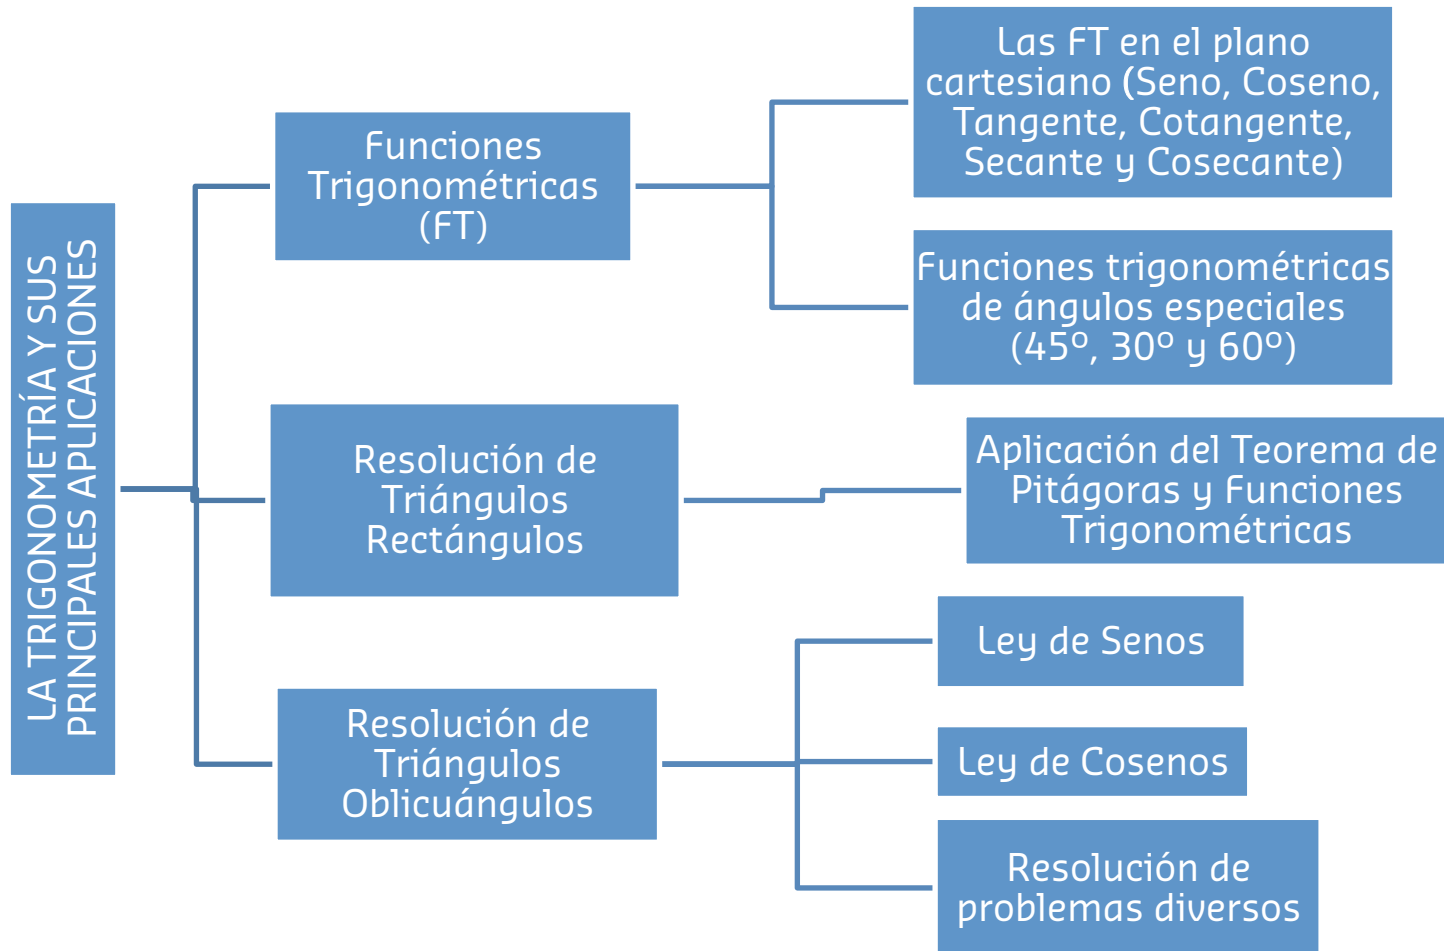 LA TRIGONOMETRÍA Y SUS
PRINCIPALES APLICACIONES
Funciones
Trigonométricas
(FT)
Las FT en el plano
cartesiano (Seno, Coseno,
Tangente, Cotangente,
Secante y Cosecante)
Funciones trigonométricas
de ángulos especiales
(45º, 30º y 60º)
Resolución de
Triángulos
Rectángulos
Aplicación del Teorema de
Pitágoras y Funciones
Trigonométricas
Resolución de
Triángulos
Oblicuángulos
Ley de Senos
Ley de Cosenos
Resolución de
problemas diversos